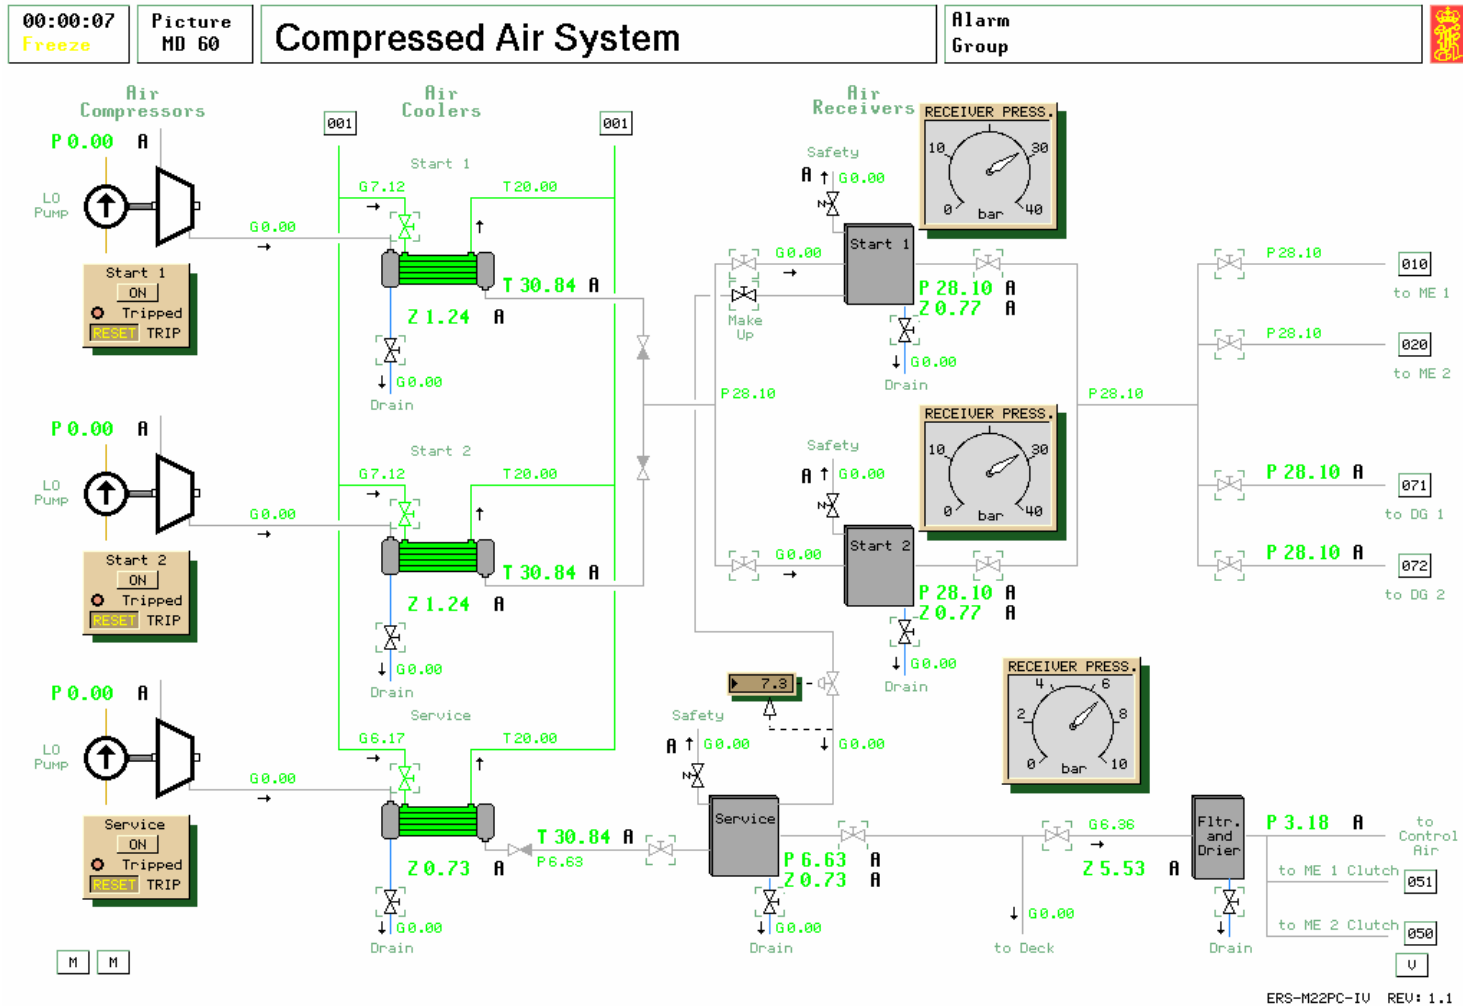 00:00:07
Freeze
Picture
MD 60
Compressed Air System
Alarm
Group
Air
Compressors
Air
Coolers
Air
Receivers
001
001
RECEIVER PRESS.
10
30
0
40
bar
P 0.00 A
LO
Pump
G0.00
Start 1
ON
Tripped
RESET TRIP
Start 1
G7.12
T20.00
T 30.84 A
Z 1.24 A
G0.00
Drain
Safety
A G0.00
G0.00
Start 1
Make
Up
P 28.10 A
Z 0.77 A
G0.00
Drain
P28.10
P28.10
P28.10
010
to ME 1
P28.10
020
to ME 2
P 0.00 A
LO
Pump
G0.00
Start 2
ON
Tripped
RESET TRIP
Start 2
G7.12
T20.00
T 30.84 A
Z 1.24 A
G0.00
Drain
RECEIVER PRESS.
10
30
0
40
bar
Safety
A G0.00
G0.00
Start 2
P 28.10 A
Z 0.77 A
G0.00
Drain
P 28.10 A
071
to DG 1
P 28.10 A
072
to DG 2
P 0.00 A
LO
Pump
G0.00
Service
ON
Tripped
RESET TRIP
Service
G6.17
T20.00
T 30.84 A
P6.63
Z 0.73 A
G0.00
Drain
7.3
Safety
A G0.00
G0.00
Service
P 6.63 A
Z 0.73 A
G0.00
Drain
RECEIVER PRESS.
4
6
2
8
0
10
bar
G6.36
Z 5.53 A
G0.00
to Deck
Fltr.
and
Drier
Drain
P 3.18 A
to
Control
Air
to ME 1 Clutch
051
to ME 2 Clutch
050
M
M
V
ERS-M22PC-IV REV: 1.1